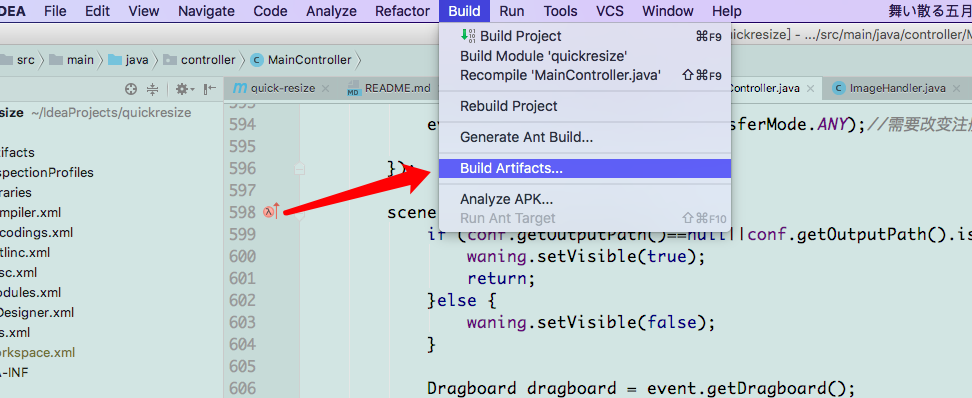 DEA File Edit View Navigate Code Analyze Refactor Build Run Tools VCS Window Help 舞い散る五月
Build Project ⌘F9
quickresize] - .../src/main/java/controller/M
Build Module 'quickresize'
src main java controller MainController
Recompile 'MainController.java' ⇧⌘F9
quick-resize README.md Controller.java ImageHandler.java
Rebuild Project
size ~/IdeaProjects/quickresize
594 ev sferMode.ANY);//需要改变注册
Generate Ant Build...
595
tifacts
596 });
Build Artifacts...
spectionProfiles
597
raries
Analyze APK...
mpiler.xml
598 scene
Run Ant Target ⇧⌘F10
codings.xml
599 if (conf.getOutputPath()==null||conf.getOutputPath().is
tlinc.xml
600 waning.setVisible(true);
sc.xml
601 return;
odules.xml
602 }else {
Designer.xml
603 waning.setVisible(false);
s.xml
604 }
orkspace.xml
605
A-INF
606 Dragboard dragboard = event.getDragboard();